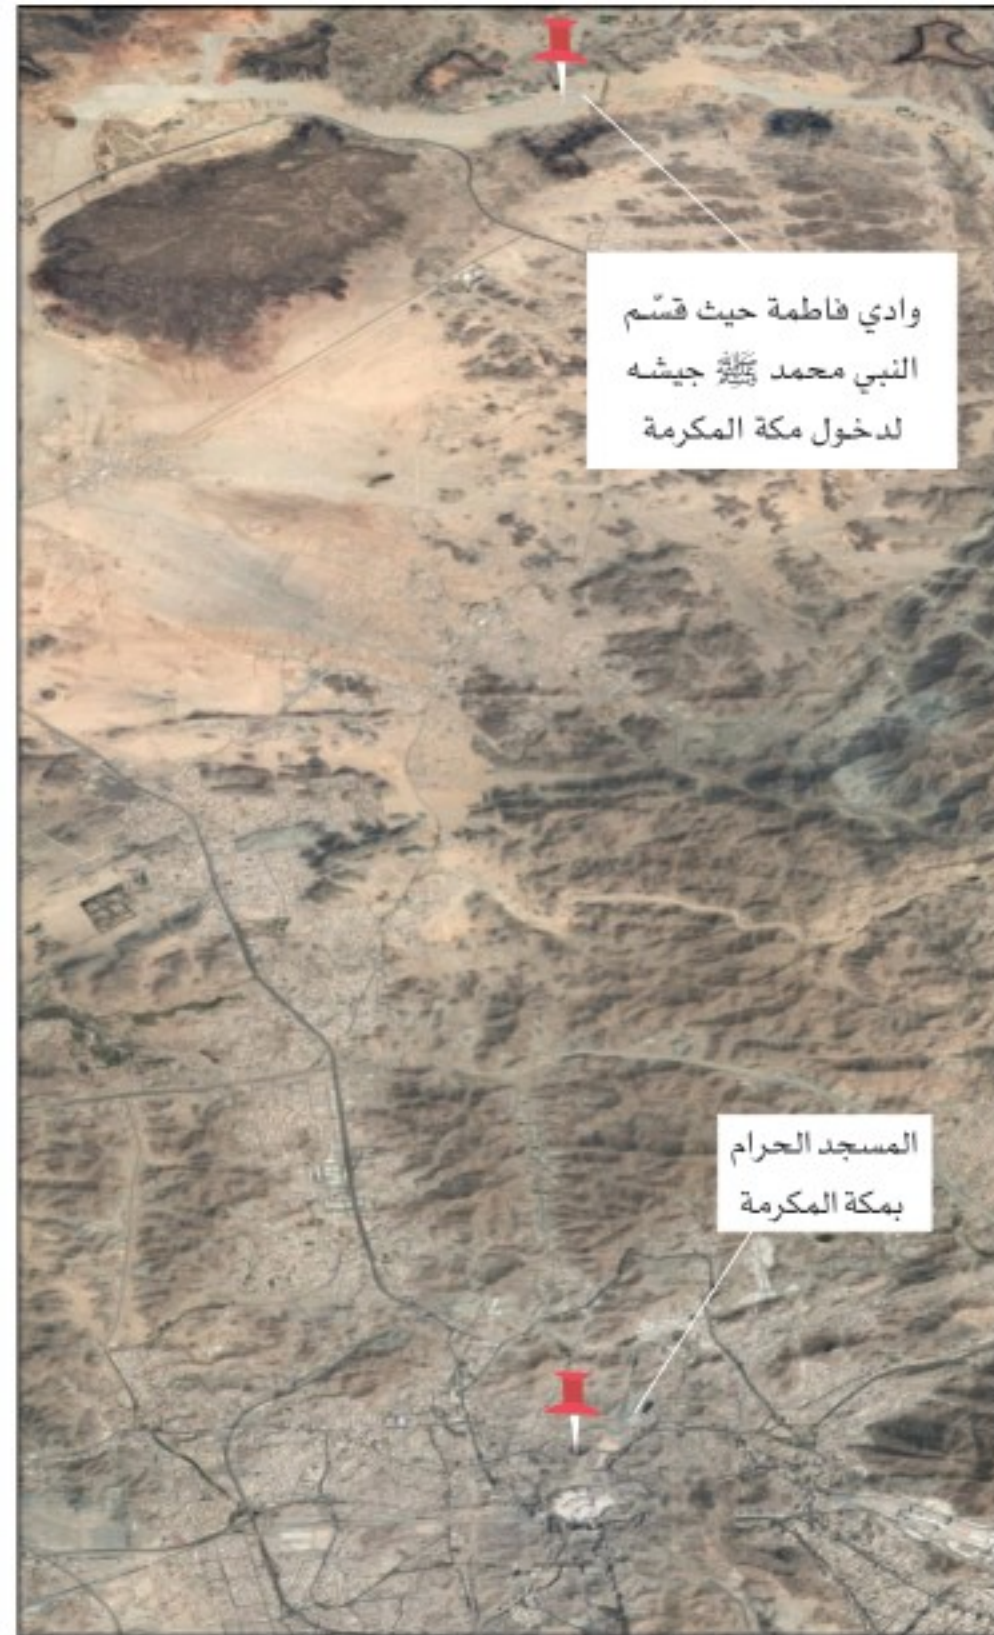 وادي فاطمة حيث قسّم
النبي محمد ﷺ جيشه
لدخول مكة المكرمة
المسجد الحرام
بمكة المكرمة